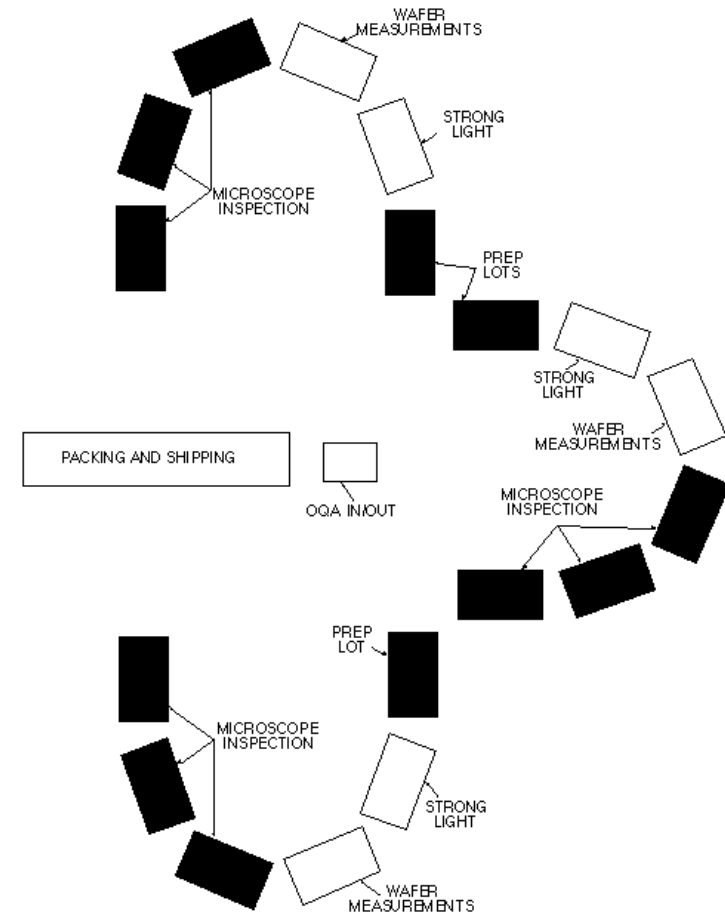 WAFER
MEASUREMENTS
STRONG
LIGHT
MICROSCOPE
INSPECTION
PREP
LOTS
STRONG
LIGHT
WAFER
MEASUREMENTS
PACKING AND SHIPPING
OQA IN/OUT
MICROSCOPE
INSPECTION
PREP
LOT
MICROSCOPE
INSPECTION
STRONG
LIGHT
WAFER
MEASUREMENTS